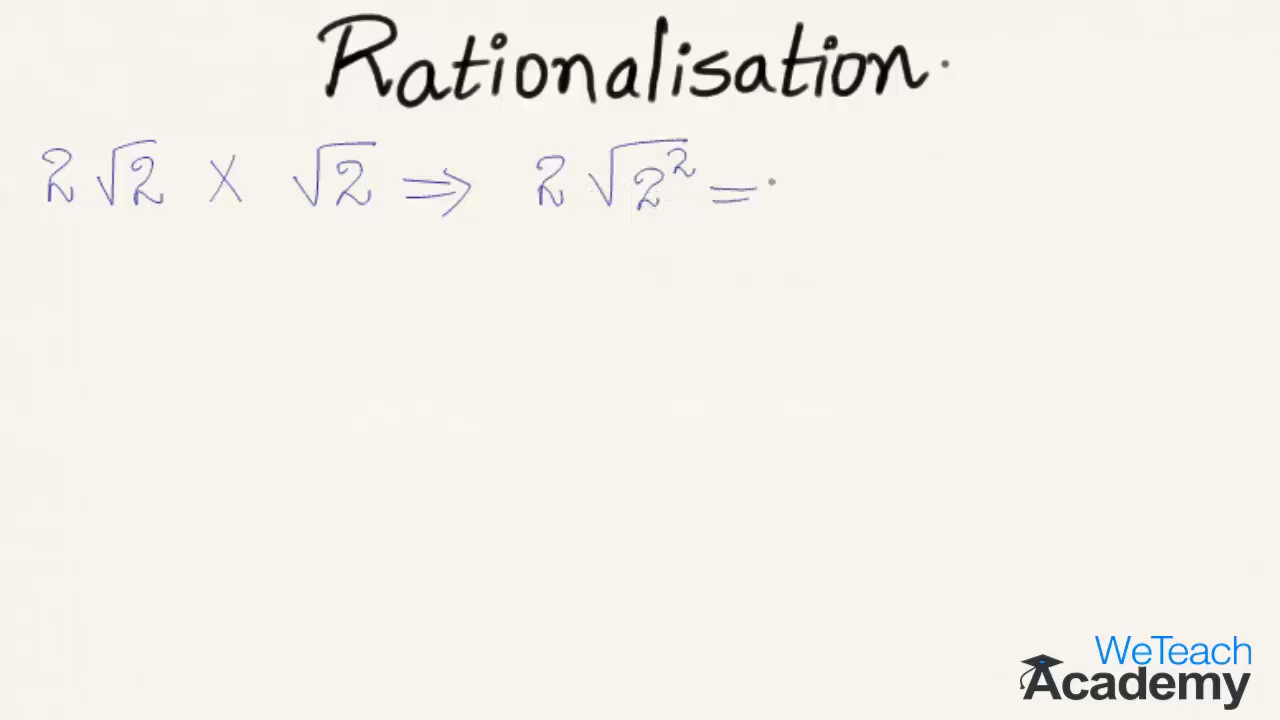 Rationalisation.
2√2 × √2 ⇒ 2√2² =
WeTeach
Academy